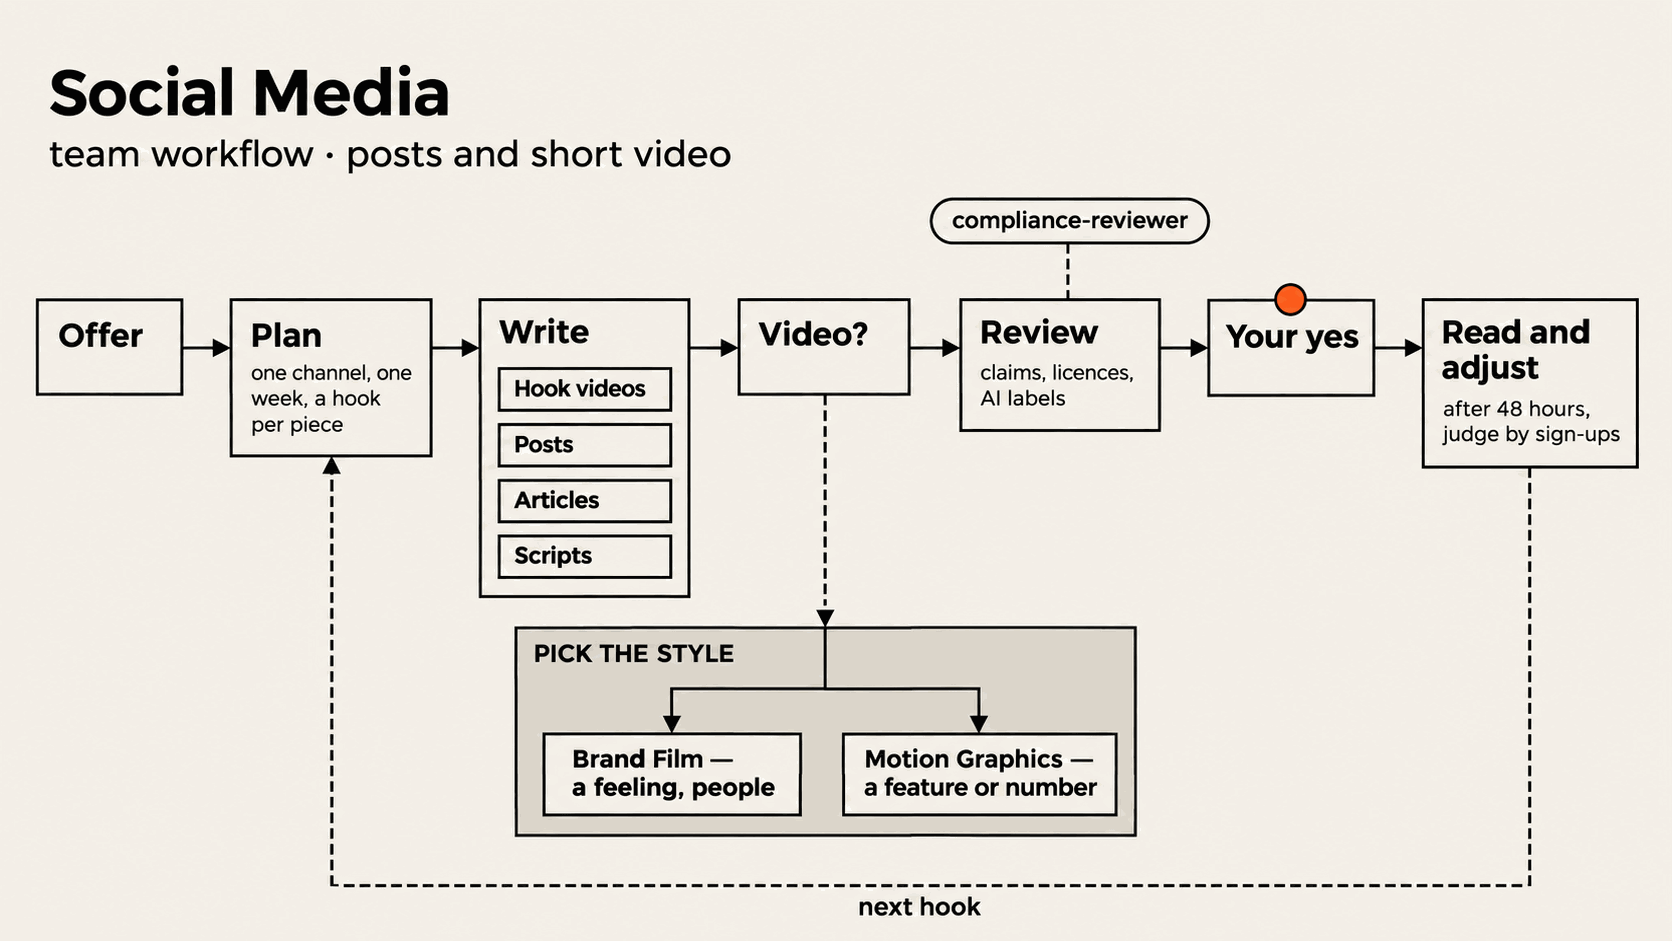 Social Media
team workflow · posts and short video
compliance-reviewer
Offer
Plan
one channel, one
week, a hook
per piece
Write
Hook videos
Posts
Articles
Scripts
Video?
Review
claims, licences,
AI labels
Your yes
Read and
adjust
after 48 hours,
judge by sign-ups
PICK THE STYLE
Brand Film —
a feeling, people
Motion Graphics —
a feature or number
next hook